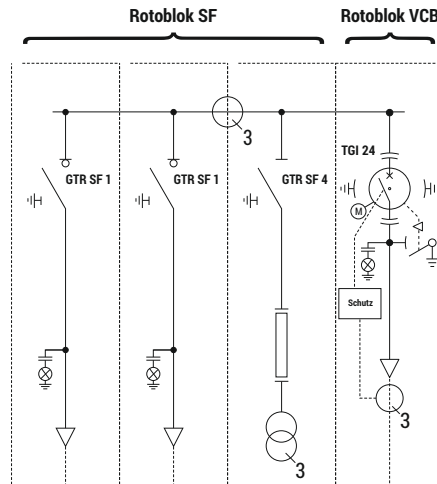 Rotoblok SF
Rotoblok VCB
3
TGI 24
GTR SF 1
GTR SF 1
GTR SF 4
M
Schutz
3
3